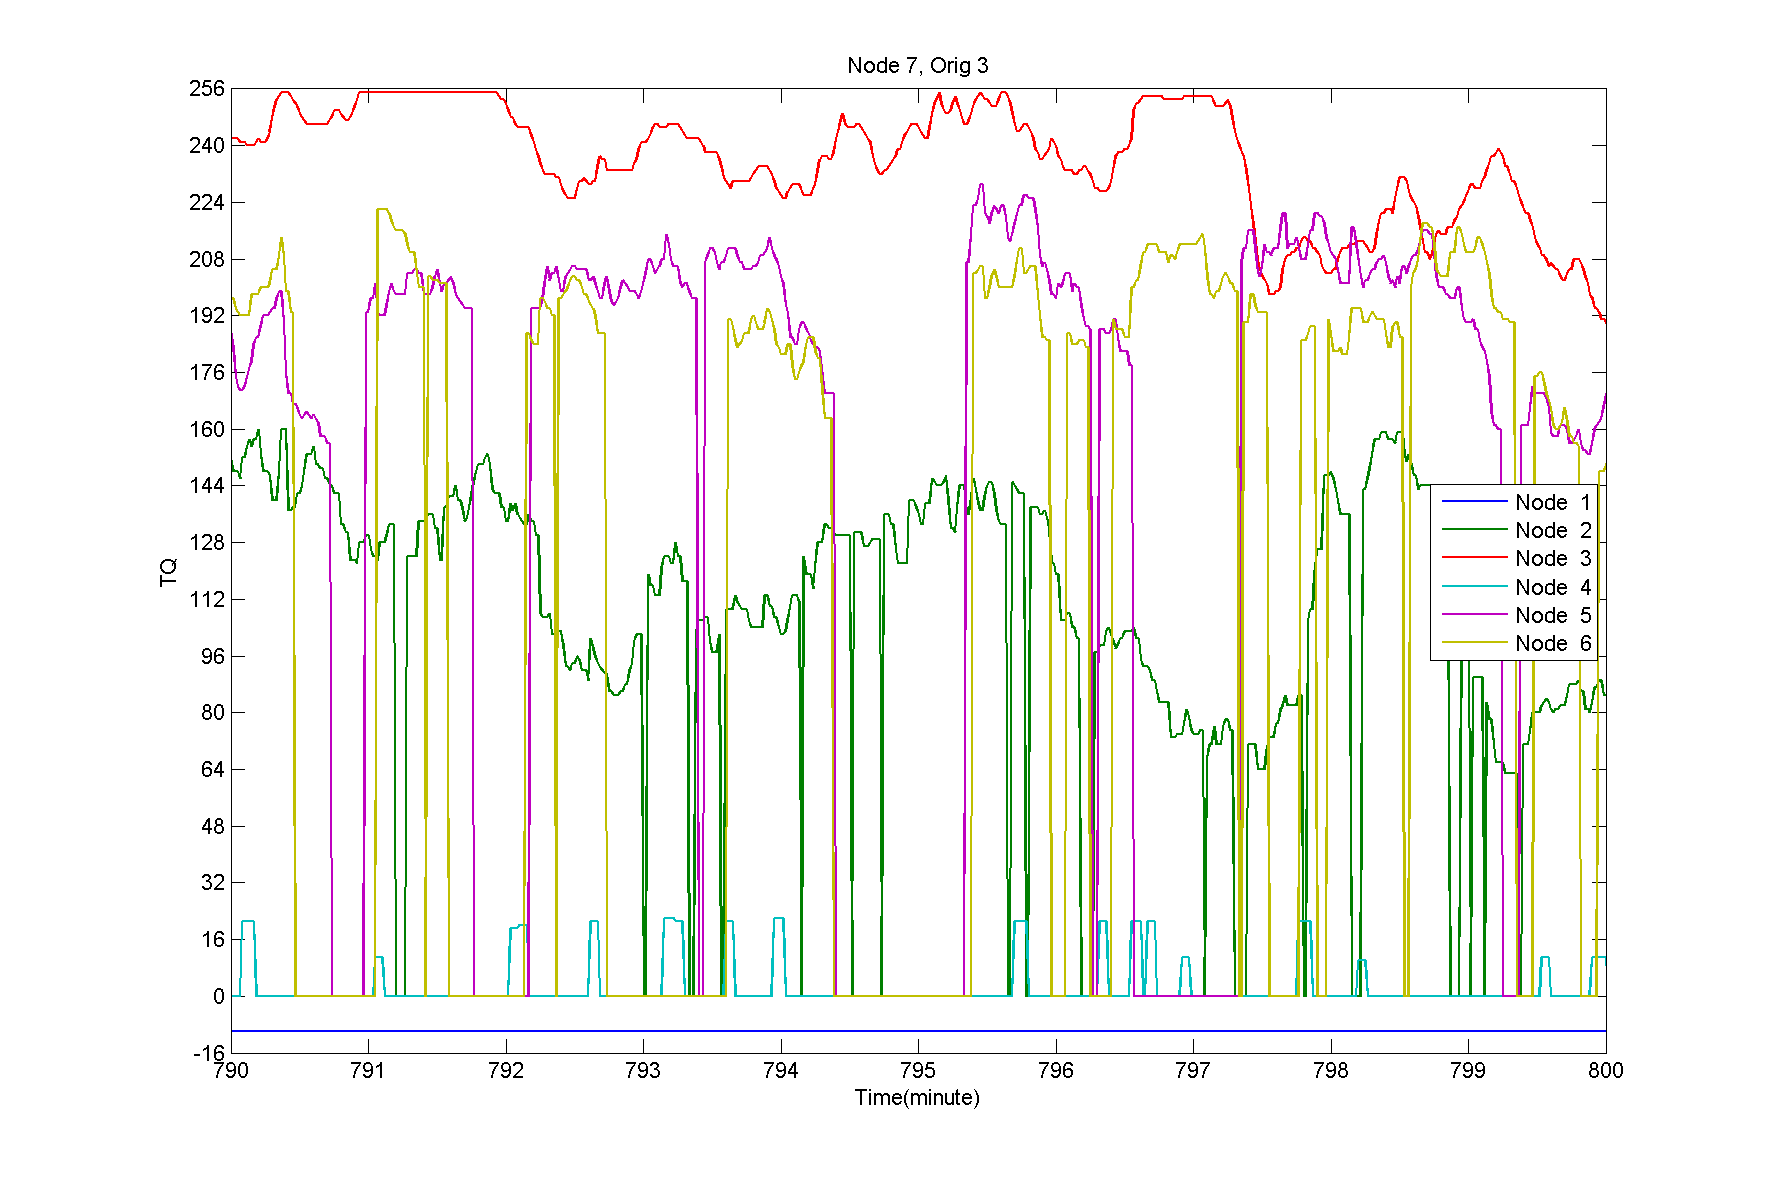 Node 7, Orig 3
256
240
224
208
192
176
160
144
128
112
96
80
64
48
32
16
0
-16
TQ
Node 1
Node 2
Node 3
Node 4
Node 5
Node 6
790 791 792 793 794 795 796 797 798 799 800
Time(minute)